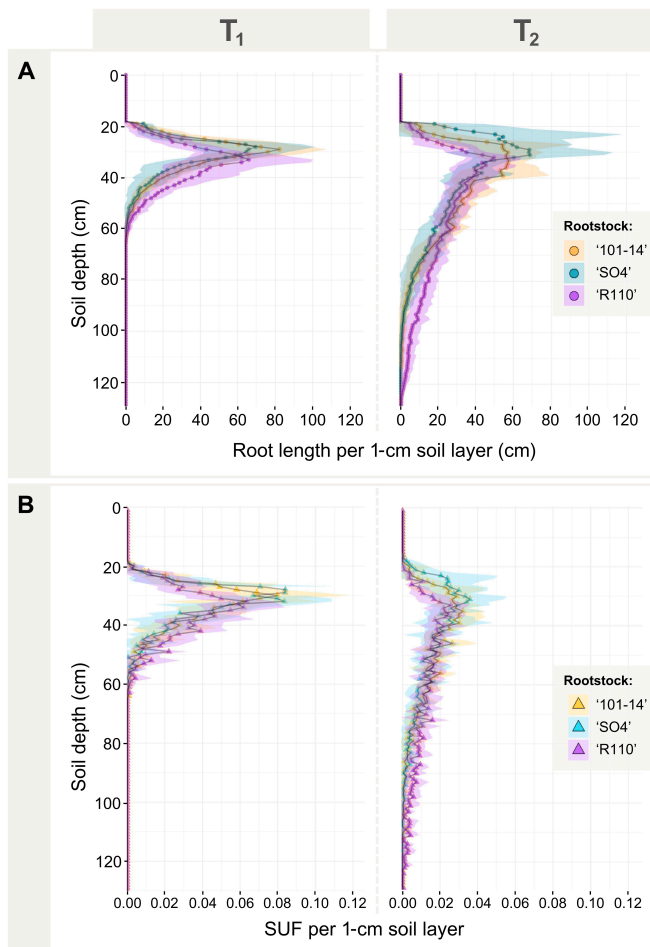 T1 T2
A
0
20
40
60
80
100
120
Soil depth (cm)
0 20 40 60 80 100 120 0 20 40 60 80 100 120
Root length per 1-cm soil layer (cm)
Rootstock:
‘101-14’
‘SO4’
‘R110’
B
0
20
40
60
80
100
120
Soil depth (cm)
0.00 0.02 0.04 0.06 0.08 0.10 0.12 0.00 0.02 0.04 0.06 0.08 0.10 0.12
SUF per 1-cm soil layer
Rootstock:
‘101-14’
‘SO4’
‘R110’